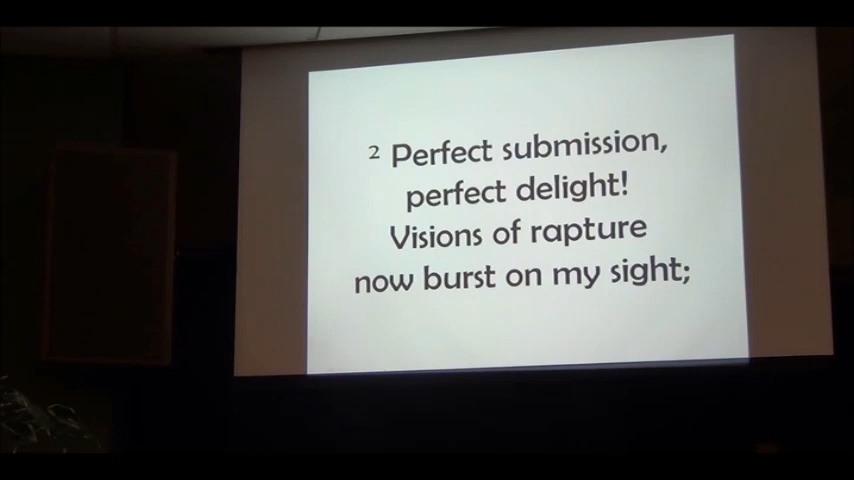 2 Perfect submission,
perfect delight!
Visions of rapture
now burst on my sight;